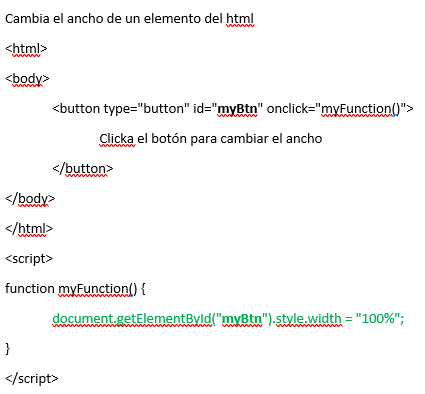 Cambia el ancho de un elemento del html
<html>
<body>
<button type="button" id="myBtn" onclick="myFunction()">
Clicka el botón para cambiar el ancho
</button>
</body>
</html>
<script>
function myFunction() {
document.getElementById("myBtn").style.width = "100%";
}
</script>